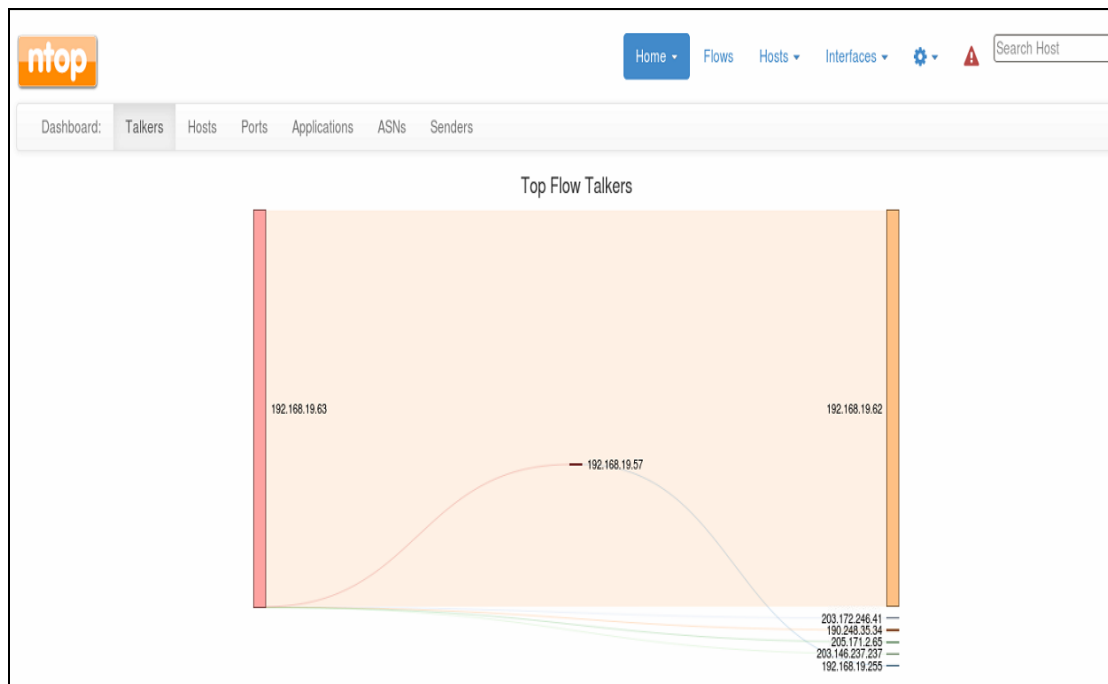 ntop
Home Flows Hosts Interfaces Search Host
Dashboard: Talkers Hosts Ports Applications ASNs Senders
Top Flow Talkers
192.168.19.63 192.168.19.62
192.168.19.57
203.172.246.41
190.248.35.34
205.171.2.65
203.146.237.237
192.168.19.255